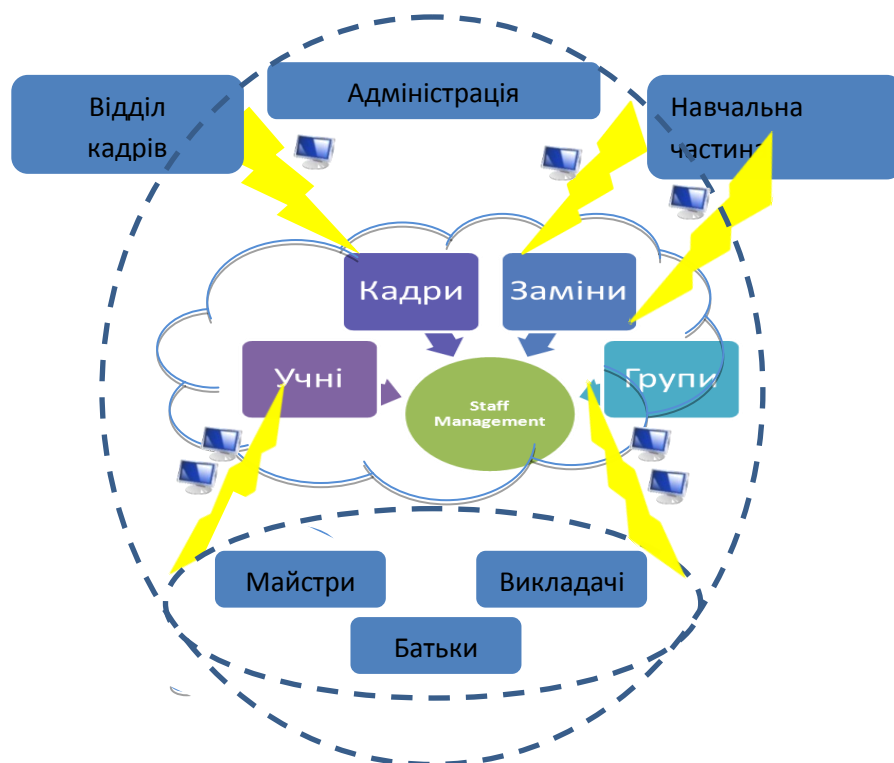 Адміністрація
Відділ
кадрів
Навчальна
частина
Кадри
Заміни
Учні
Групи
Staff
Management
Майстри
Викладачі
Батьки